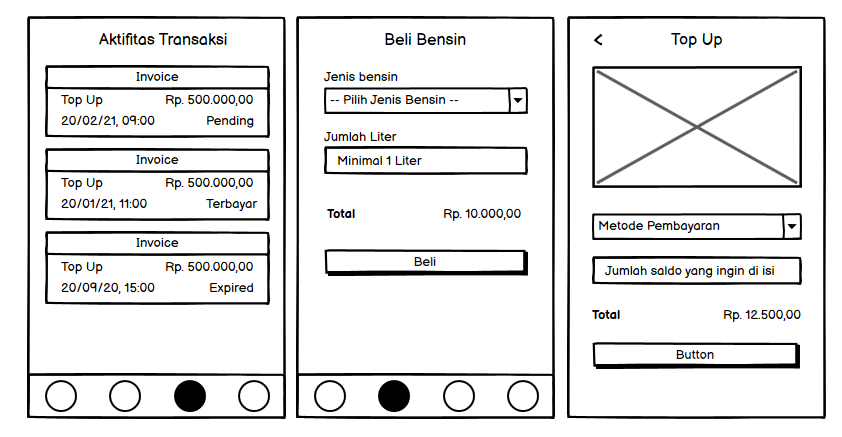 Aktifitas Transaksi
Invoice
Top Up Rp. 500.000,00
20/02/21, 09:00 Pending
Invoice
Top Up Rp. 500.000,00
20/01/21, 11:00 Terbayar
Invoice
Top Up Rp. 500.000,00
20/09/20, 15:00 Expired
Beli Bensin
Jenis bensin
-- Pilih Jenis Bensin --
Jumlah Liter
Minimal 1 Liter
Total Rp. 10.000,00
Beli
< Top Up
Metode Pembayaran
Jumlah saldo yang ingin di isi
Total Rp. 12.500,00
Button